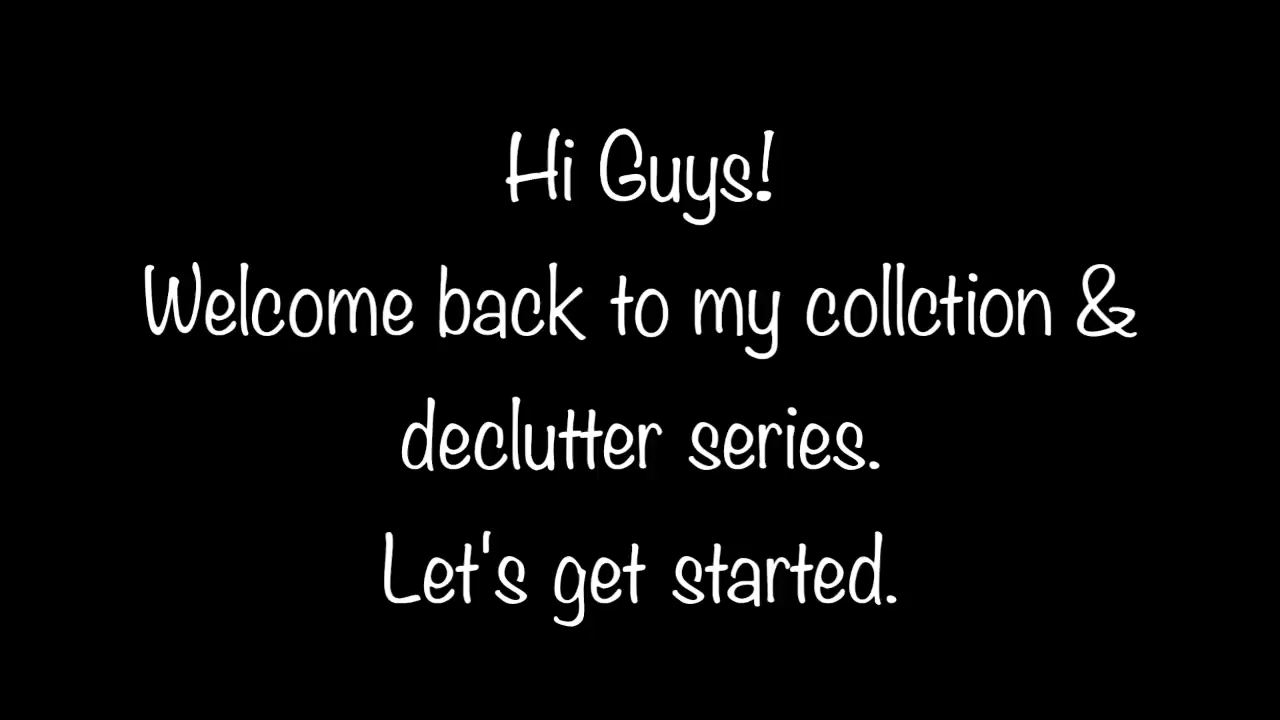 Hi Guys!
Welcome back to my collction &
declutter series.
Let's get started.